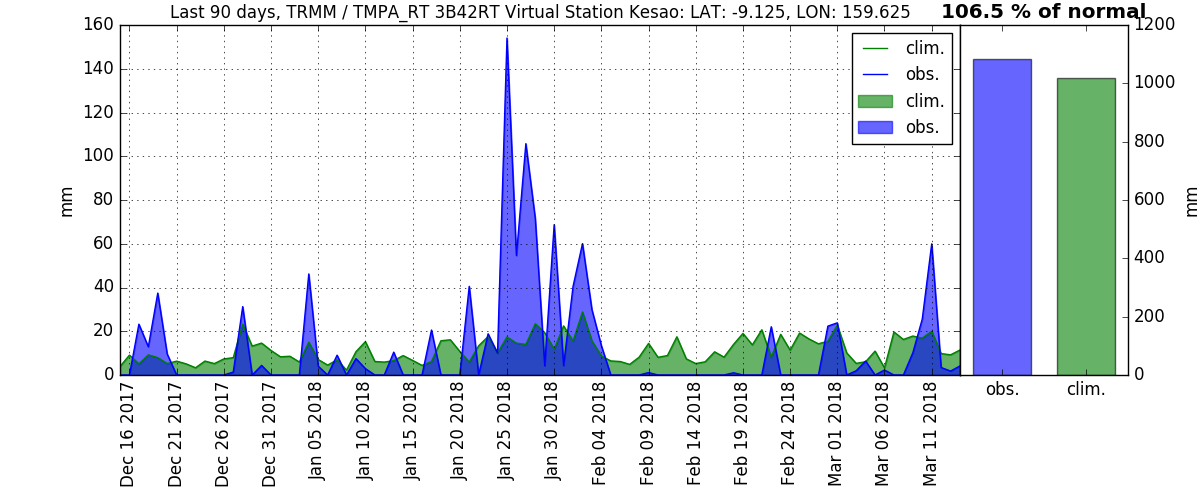 Last 90 days, TRMM / TMPA_RT 3B42RT Virtual Station Kesao: LAT: -9.125, LON: 159.625
106.5 % of normal
160
140
120
100
80
60
40
20
0
mm
clim.
obs.
clim.
obs.
1200
1000
800
600
400
200
0
mm
Dec 16 2017
Dec 21 2017
Dec 26 2017
Dec 31 2017
Jan 05 2018
Jan 10 2018
Jan 15 2018
Jan 20 2018
Jan 25 2018
Jan 30 2018
Feb 04 2018
Feb 09 2018
Feb 14 2018
Feb 19 2018
Feb 24 2018
Mar 01 2018
Mar 06 2018
Mar 11 2018
obs.
clim.